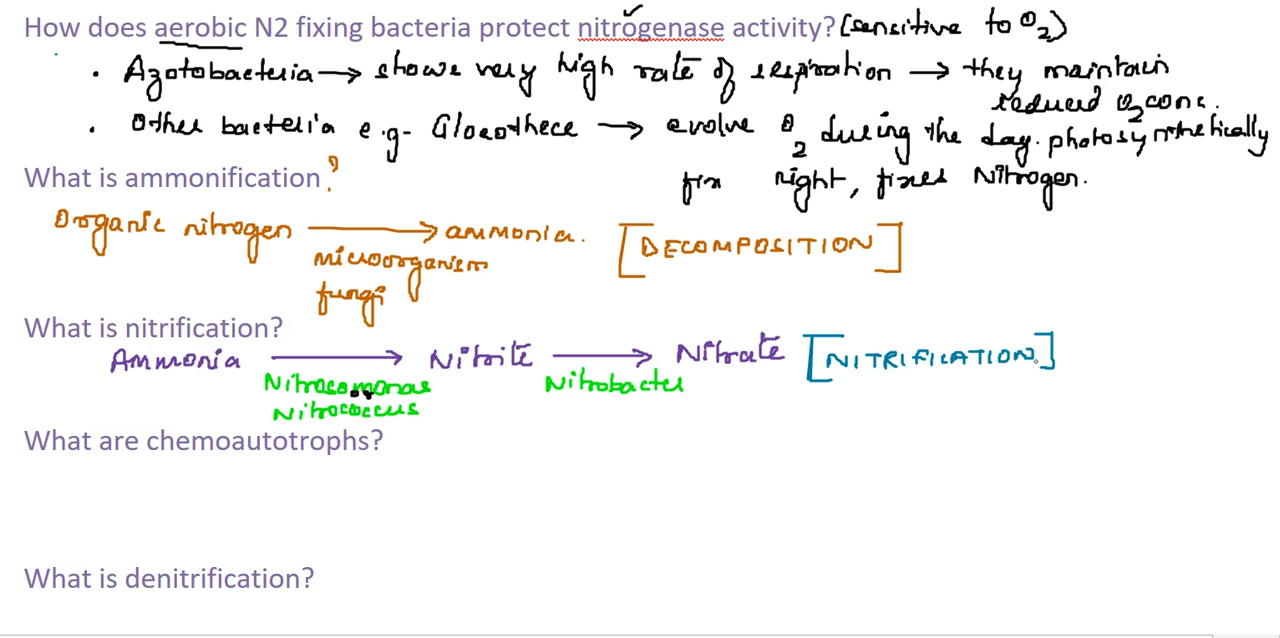 How does aerobic N2 fixing bacteria protect nitrogenase activity? (sensitive to O2)
. Azotobacteria → shows very high rate of respiration → they maintain
reduced O2 conc.
. Other bacteria e.g- Gloeothece → evolve O2 during the day photosynthetically
What is ammonification?
fix night, fixes Nitrogen.
Organic nitrogen → ammonia. [DECOMPOSITION]
microorganism
fungi
What is nitrification?
Ammonia → Nitrite → Nitrate [NITRIFICATION]
Nitrosomonas Nitrobacter
Nitrococcus
What are chemoautotrophs?
What is denitrification?